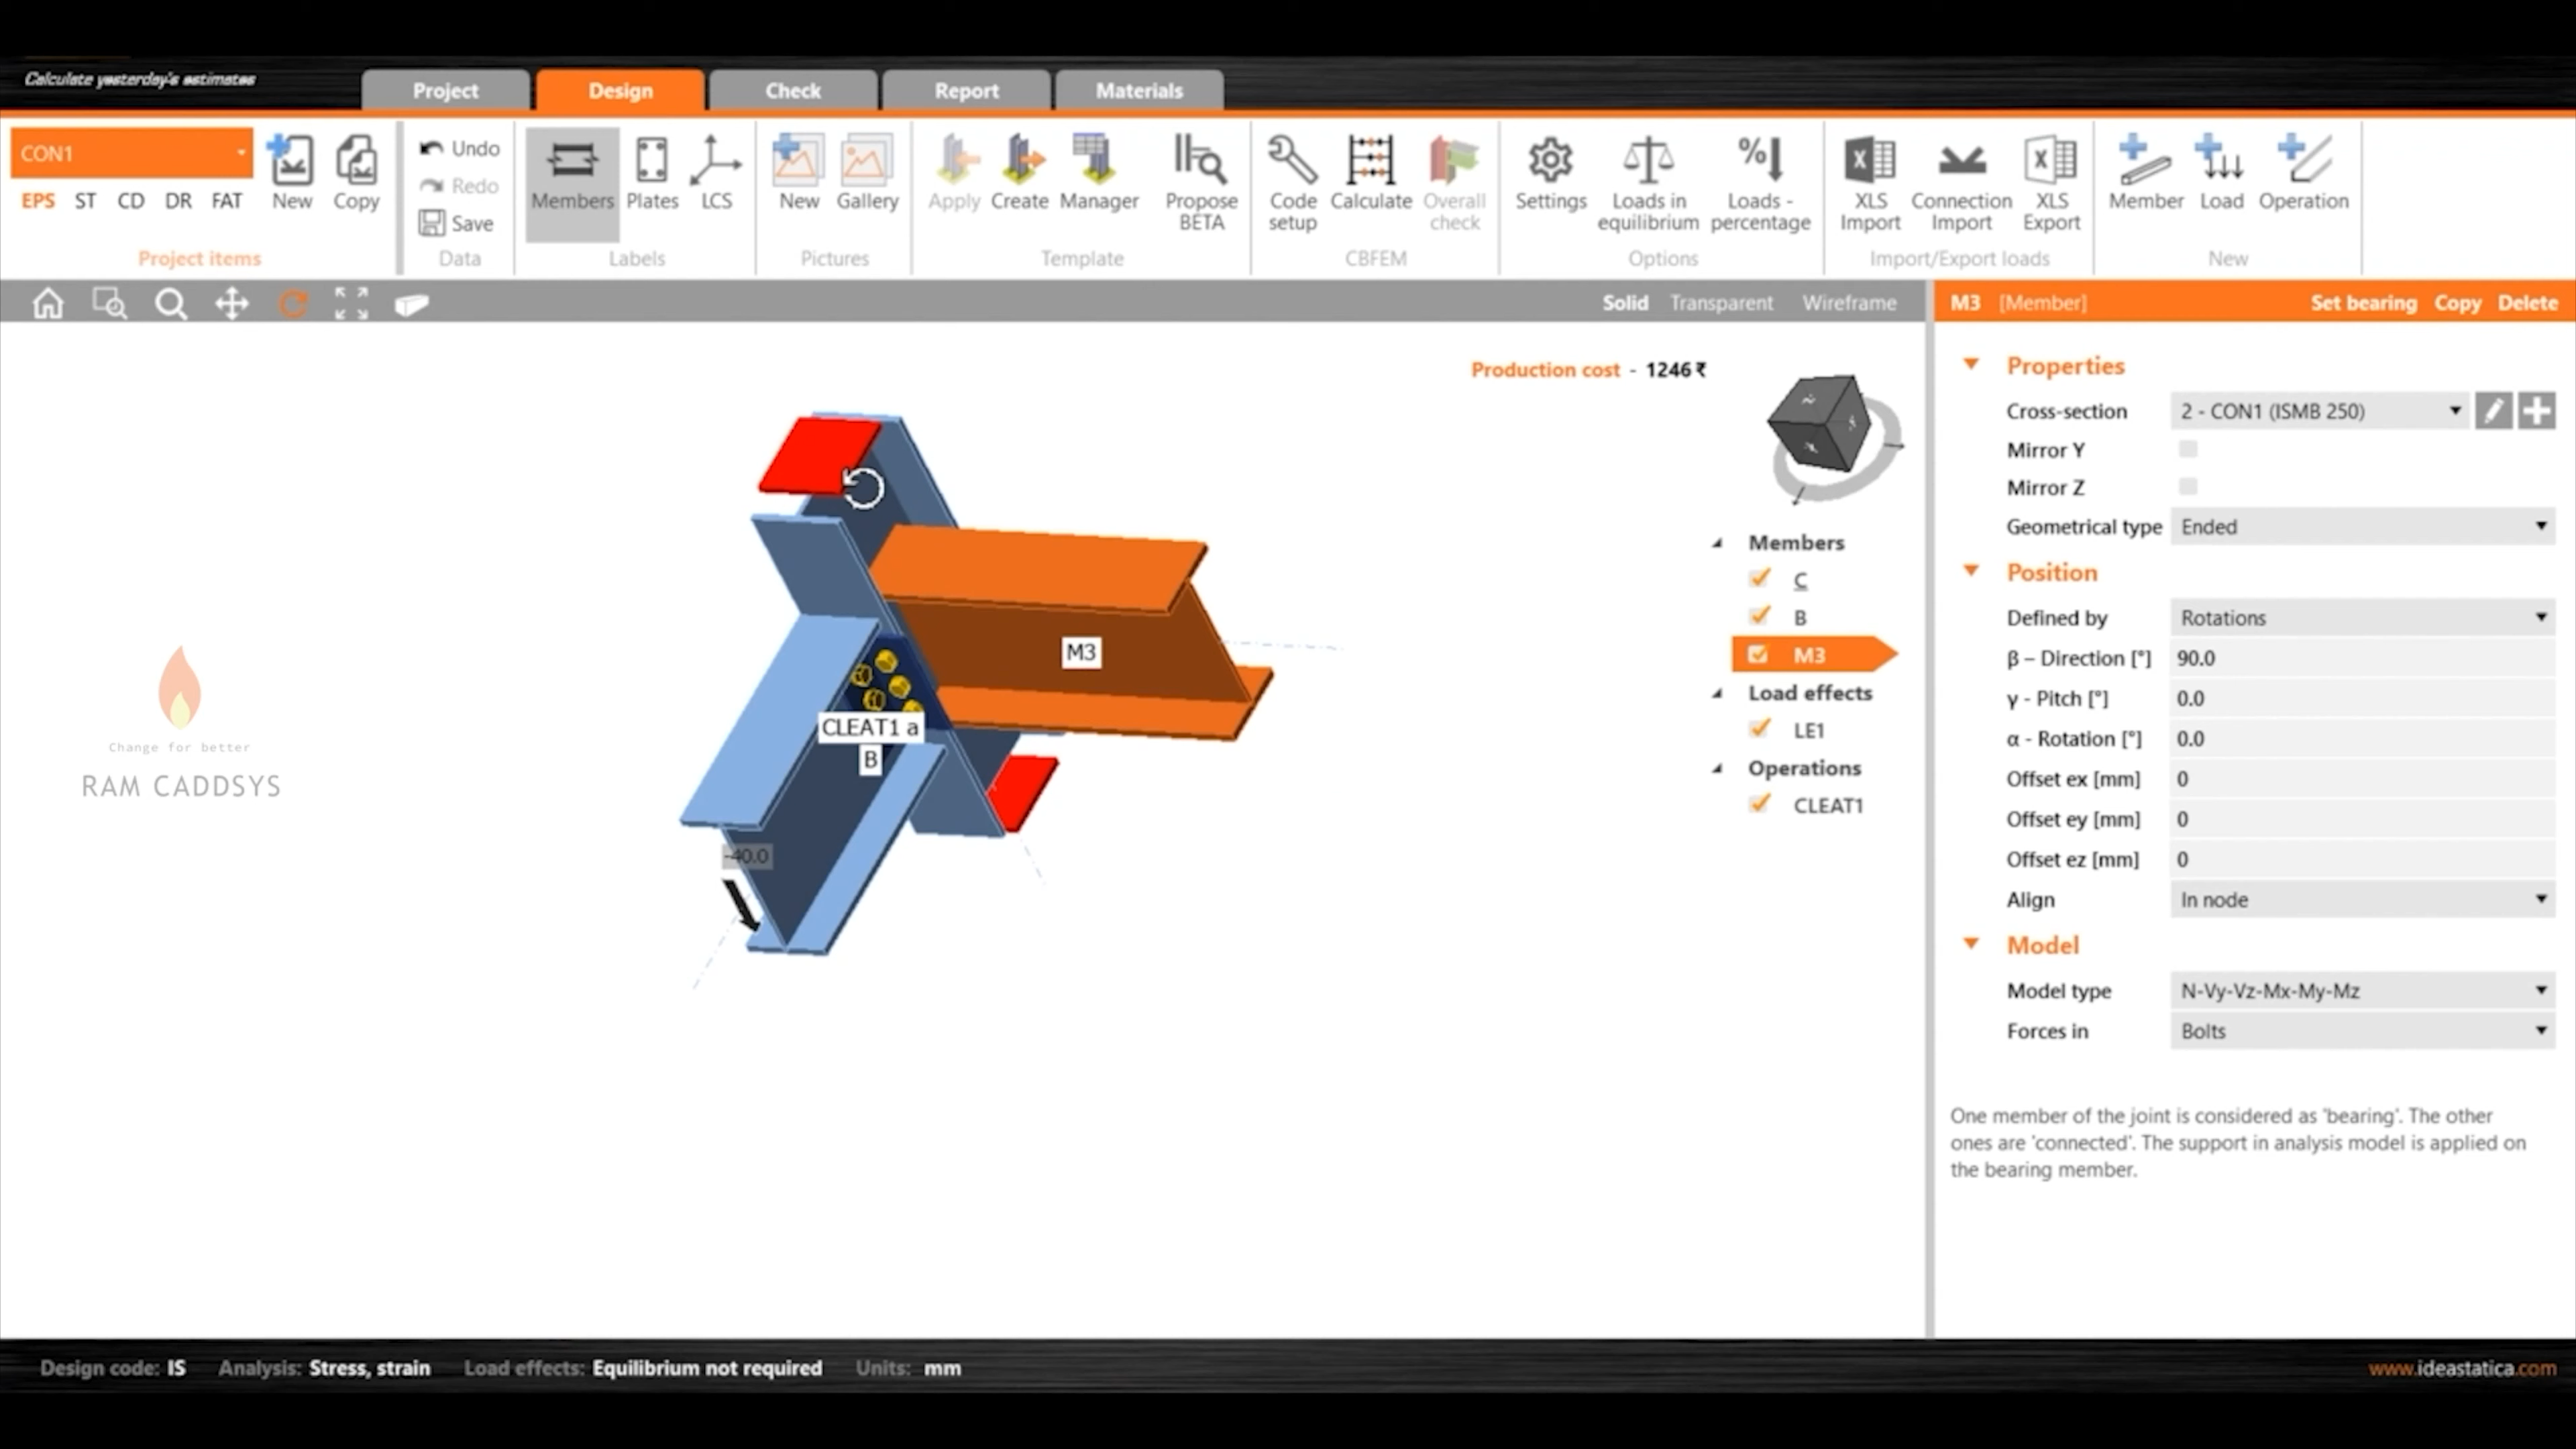 Calculate yesterday's estimates
Project
Design
Check
Report
Materials
CON1
EPS ST CD DR FAT
New
Copy
Project items
Undo
Redo
Save
Data
Members
Plates
LCS
Labels
New
Gallery
Pictures
Apply
Create
Manager
Propose
BETA
Template
Code
setup
Calculate
Overall
check
CBFEM
Settings
Loads in
equilibrium
Loads -
percentage
Options
XLS
Import
Connection
Import
XLS
Export
Import/Export loads
Member
Load
Operation
New
Solid Transparent Wireframe
M3 [Member] Set bearing Copy Delete
Production cost - 1246 ₹
M3
CLEAT1 a
B
-40.0
Change for better
RAM CADDSYS
Members
C
B
M3
Load effects
LE1
Operations
CLEAT1
Properties
Cross-section 2 - CON1 (ISMB 250)
Mirror Y
Mirror Z
Geometrical type Ended
Position
Defined by Rotations
β – Direction [°] 90.0
γ - Pitch [°] 0.0
α - Rotation [°] 0.0
Offset ex [mm] 0
Offset ey [mm] 0
Offset ez [mm] 0
Align In node
Model
Model type N-Vy-Vz-Mx-My-Mz
Forces in Bolts
One member of the joint is considered as 'bearing'. The other
ones are 'connected'. The support in analysis model is applied on
the bearing member.
Design code: IS Analysis: Stress, strain Load effects: Equilibrium not required Units: mm
www.ideastatica.com